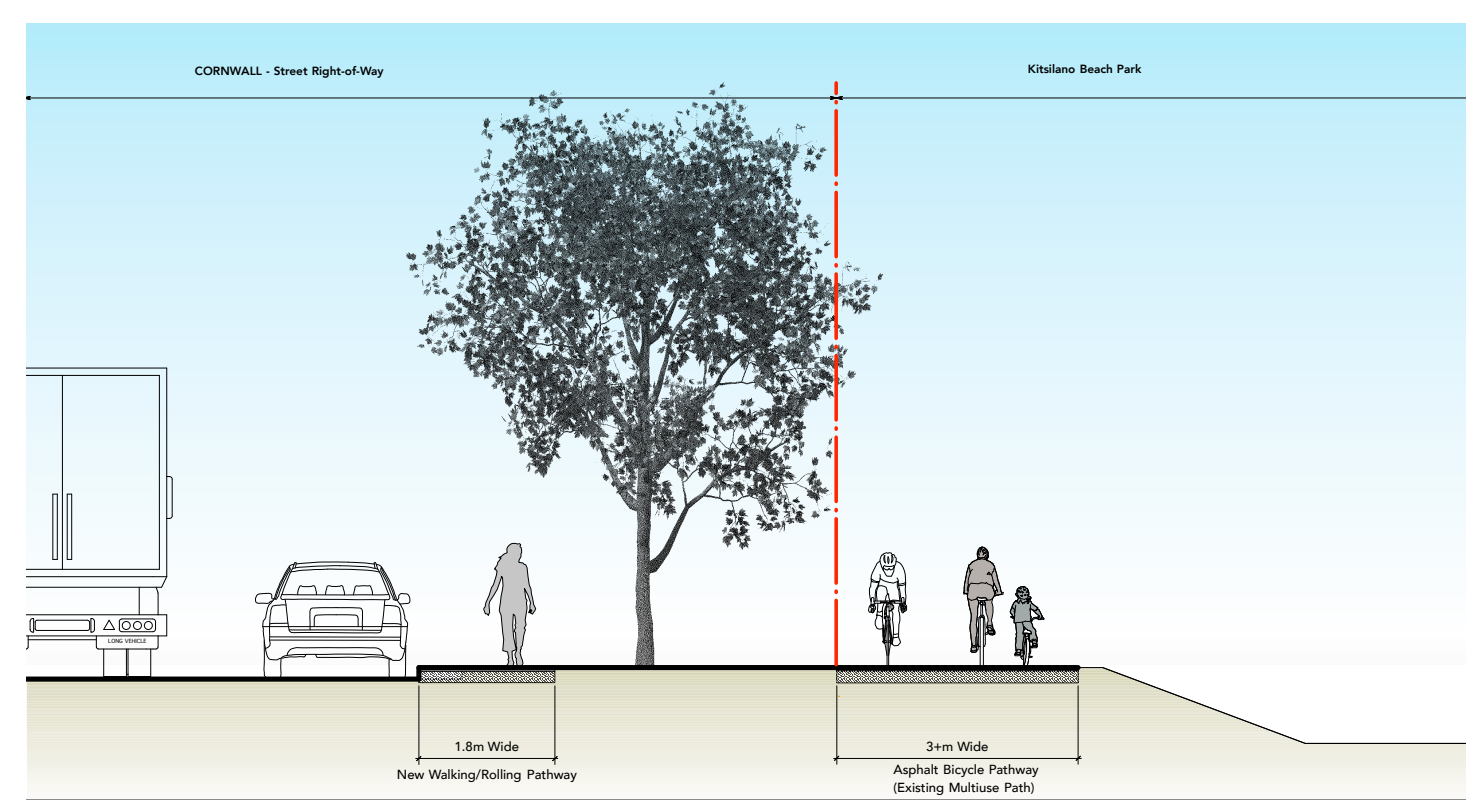 CORNWALL - Street Right-of-Way
Kitsilano Beach Park
LONG VEHICLE
1.8m Wide
New Walking/Rolling Pathway
3+m Wide
Asphalt Bicycle Pathway
(Existing Multiuse Path)